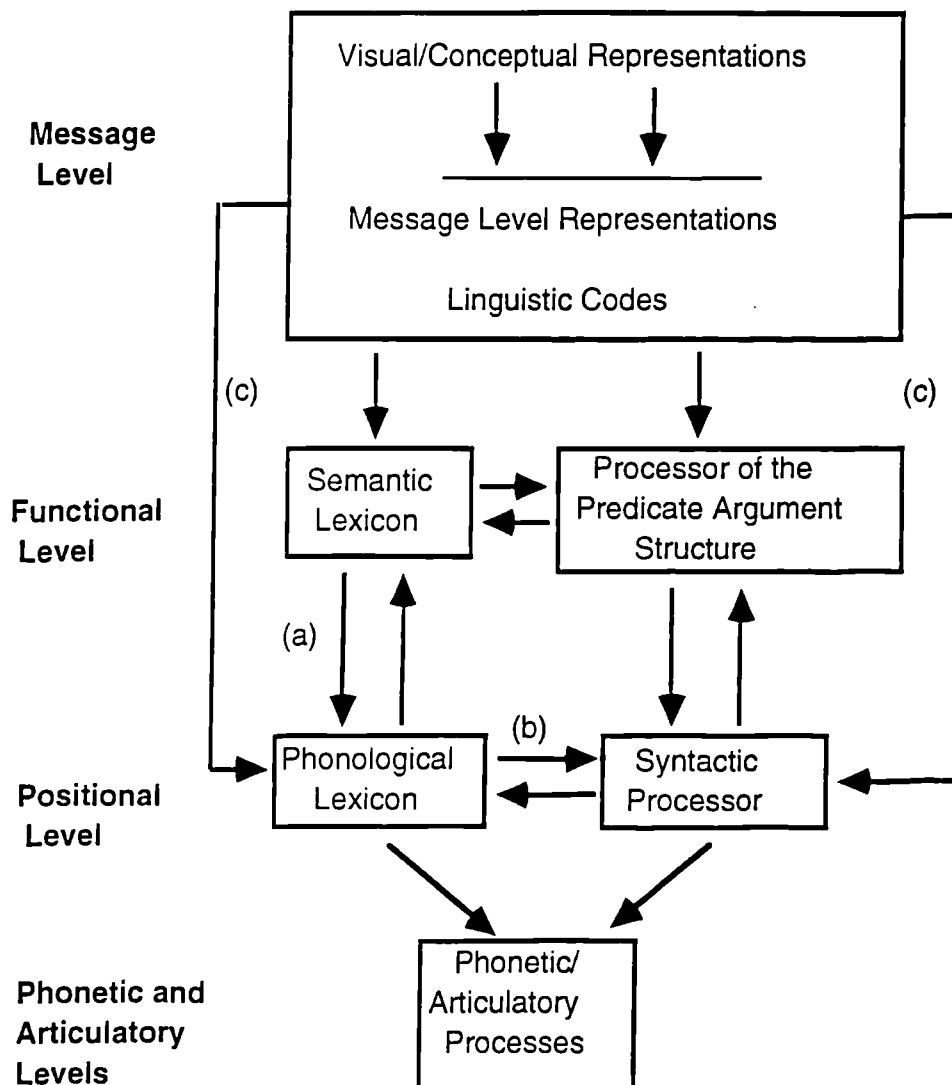 Visual/Conceptual Representations
Message
Level
Message Level Representations
Linguistic Codes
(c)
(c)
Semantic
Lexicon
Processor of the
Predicate Argument
Structure
Functional
Level
(a)
(b)
Phonological
Lexicon
Syntactic
Processor
Positional
Level
Phonetic/
Articulatory
Processes
Phonetic and
Articulatory
Levels